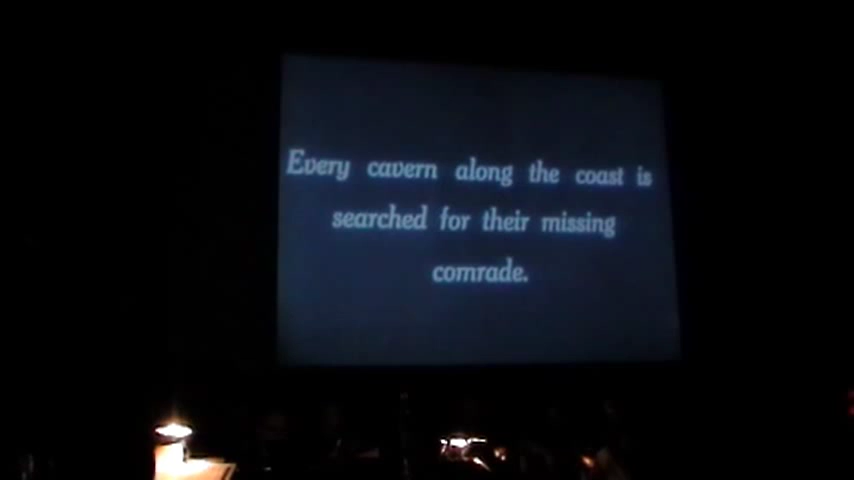 Every cavern along the coast is
searched for their missing
comrade.